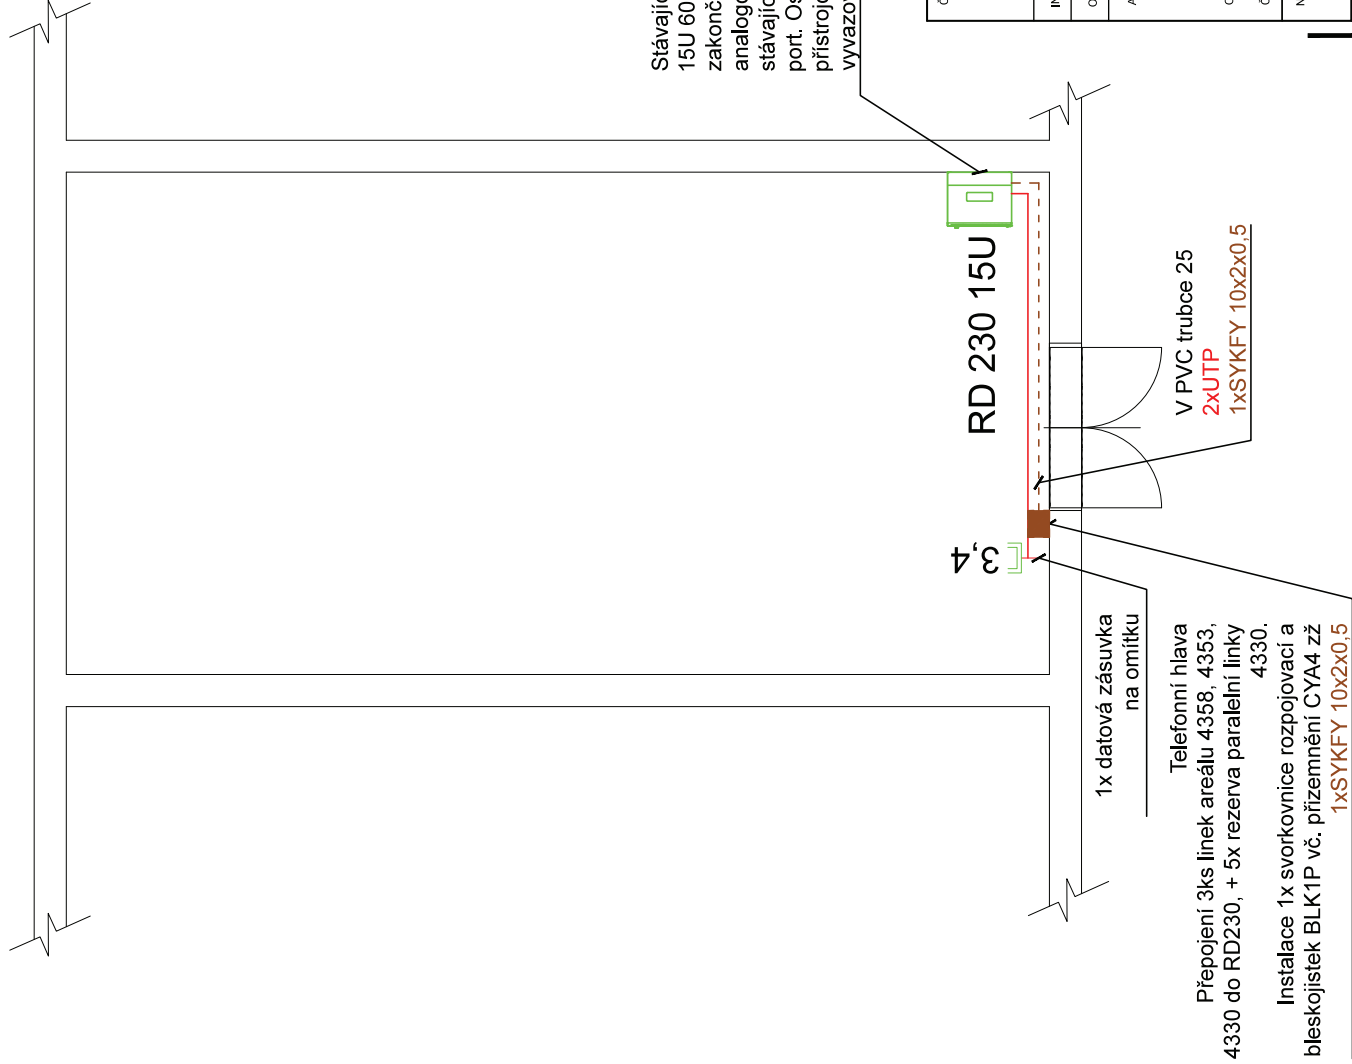 Stávajíc
15U 60
zakonč
analogo
stávajíc
port. Os
přístrojo
vyvazov
RD 230 15U
V PVC trubce 25
2xUTP
1xSYKFY 10x2x0,5
3,4
1x datová zásuvka
na omítku
Telefonní hlava
Přepojení 3ks linek areálu 4358, 4353,
4330 do RD230, + 5x rezerva paralelní linky
4330.
Instalace 1x svorkovnice rozpojovací a
bleskojistek BLK1P vč. přizemnění CYA4 zž
1xSYKFY 10x2x0,5